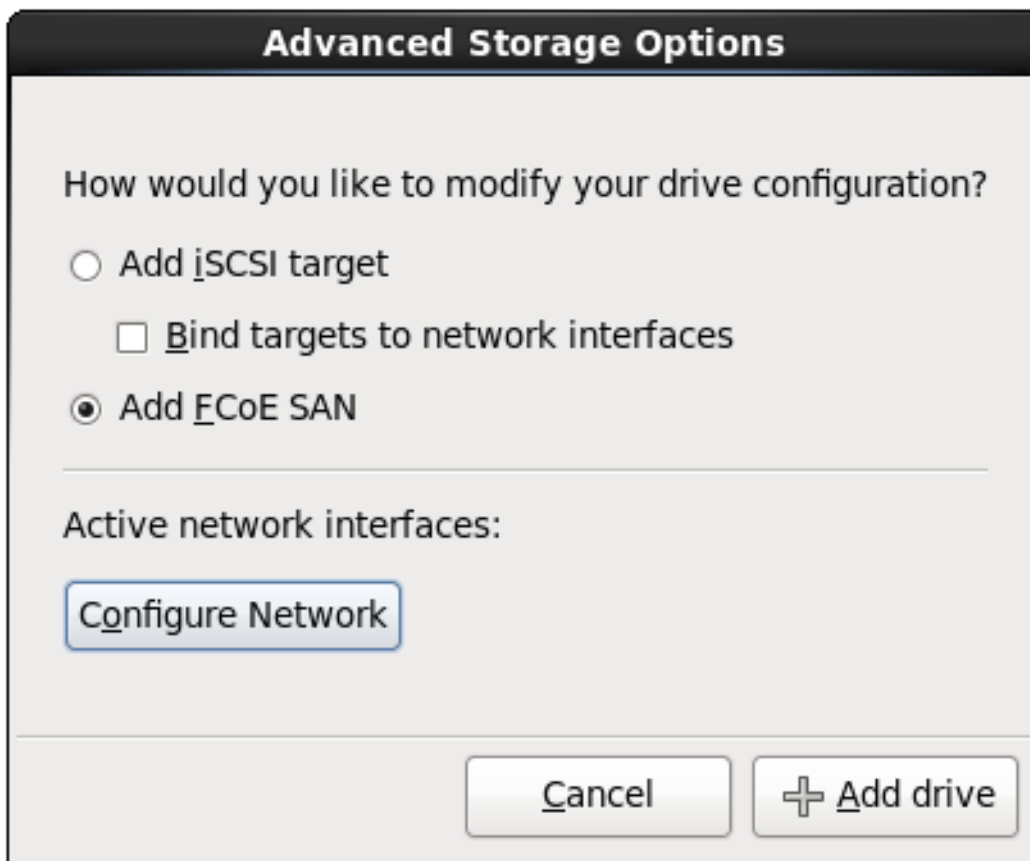 Advanced Storage Options
How would you like to modify your drive configuration?
Add iSCSI target
Bind targets to network interfaces
Add FCoE SAN
Active network interfaces:
Configure Network
Cancel
Add drive